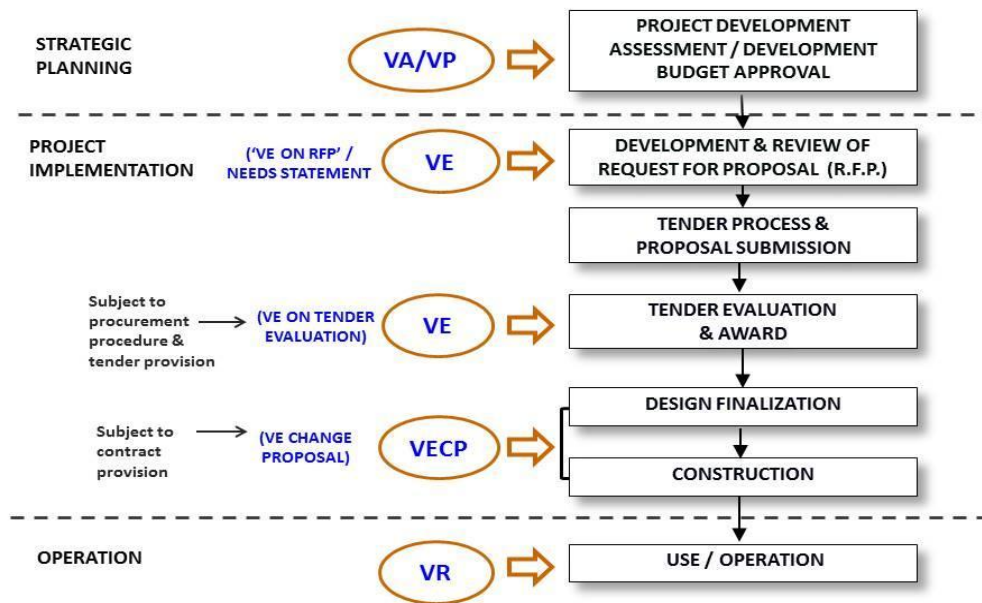 STRATEGIC
PLANNING
VA/VP
PROJECT DEVELOPMENT
ASSESSMENT / DEVELOPMENT
BUDGET APPROVAL
PROJECT
IMPLEMENTATION
(‘VE ON RFP’ /
NEEDS STATEMENT
VE
DEVELOPMENT & REVIEW OF
REQUEST FOR PROPOSAL (R.F.P.)
TENDER PROCESS &
PROPOSAL SUBMISSION
Subject to
procurement
procedure &
tender provision
(VE ON TENDER
EVALUATION)
VE
TENDER EVALUATION
& AWARD
DESIGN FINALIZATION
Subject to
contract
provision
(VE CHANGE
PROPOSAL)
VECP
CONSTRUCTION
OPERATION
VR
USE / OPERATION